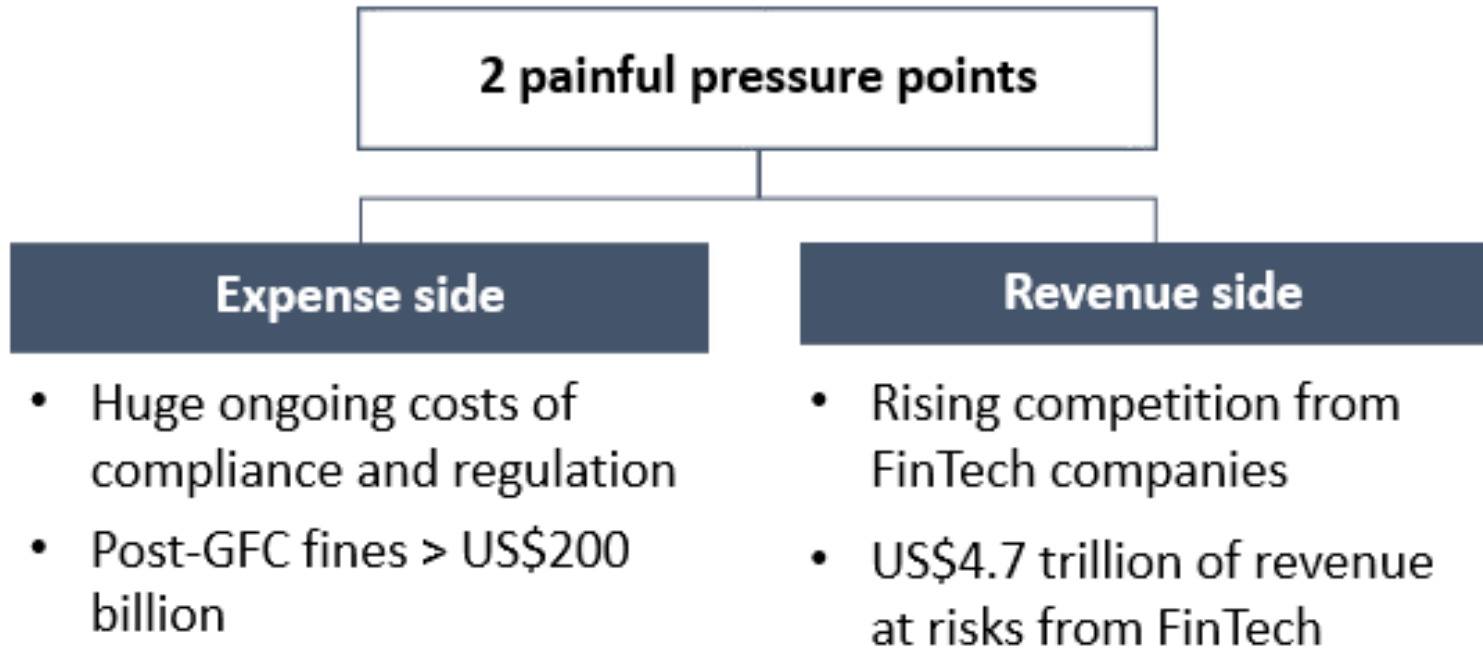 2 painful pressure points
Expense side
• Huge ongoing costs of
compliance and regulation
• Post-GFC fines > US$200
billion
Revenue side
• Rising competition from
FinTech companies
• US$4.7 trillion of revenue
at risks from FinTech